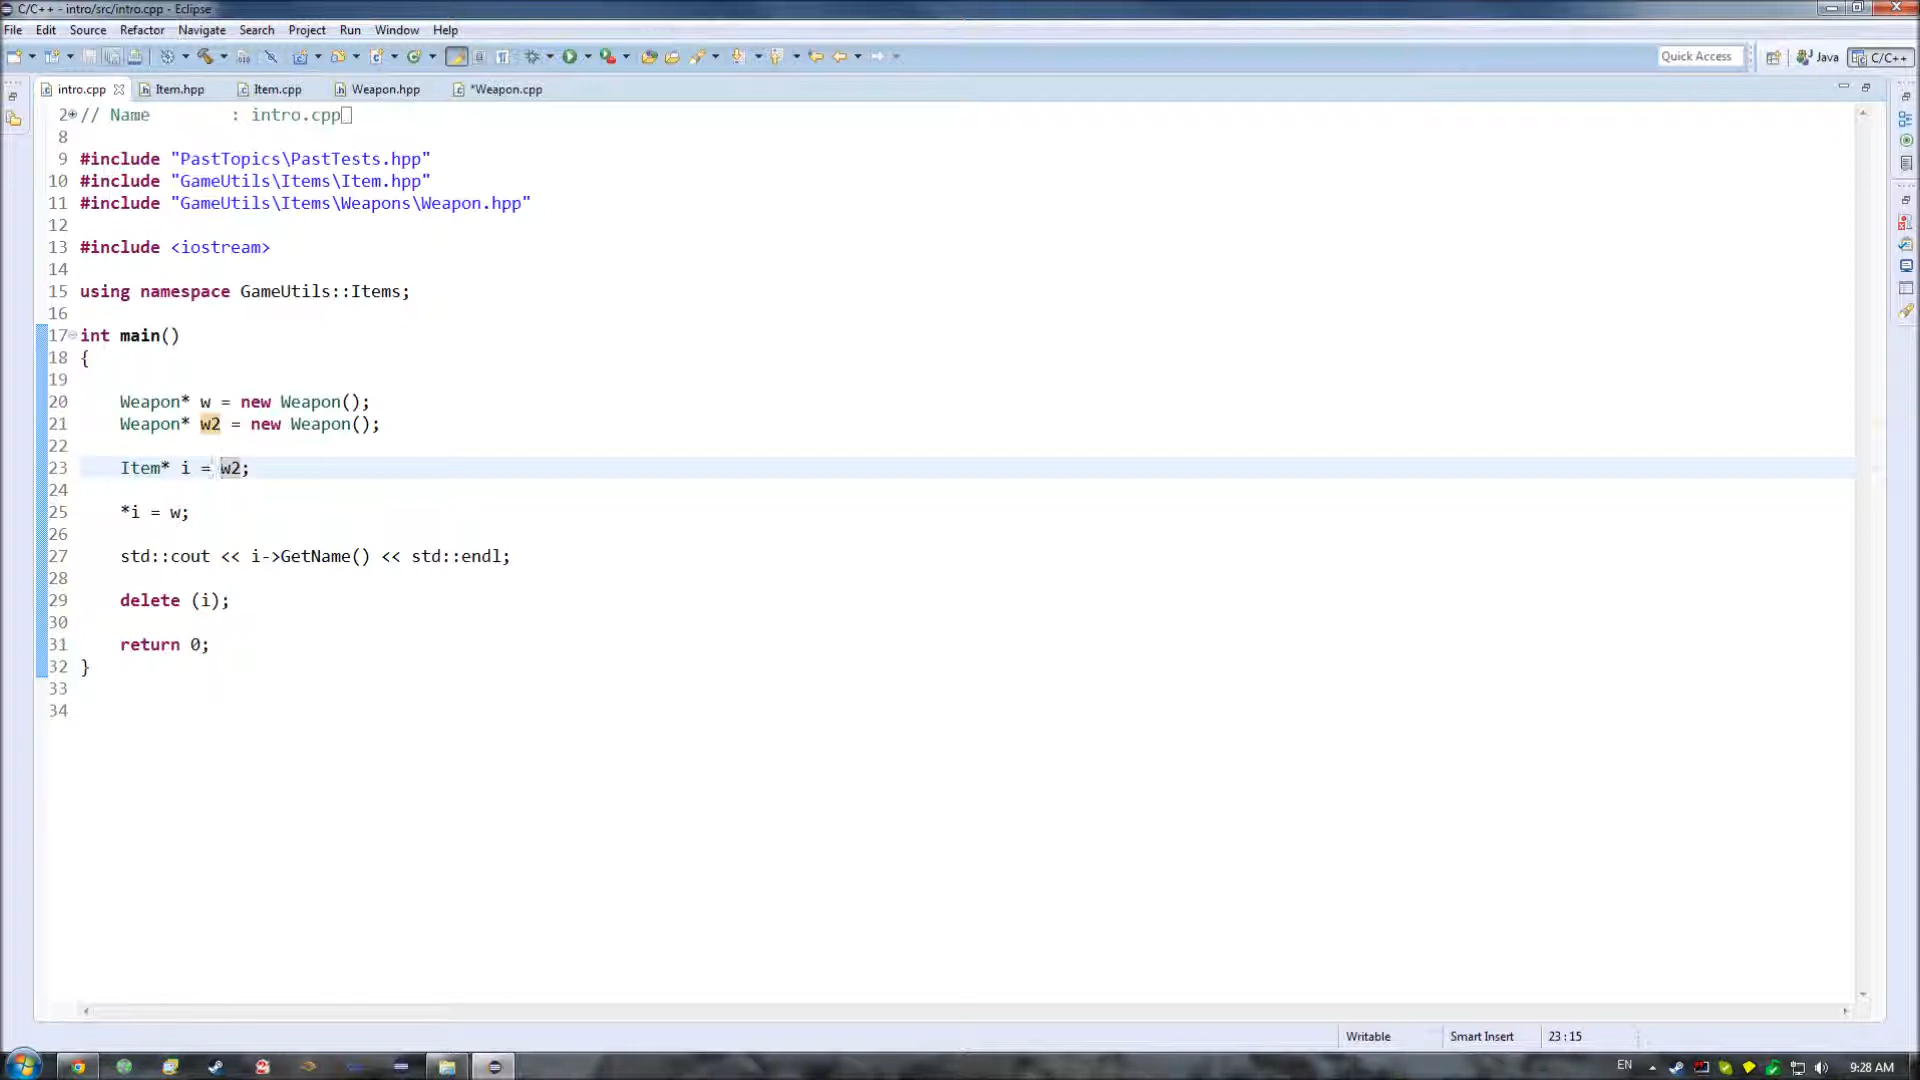 C/C++ - intro/src/intro.cpp - Eclipse
File Edit Source Refactor Navigate Search Project Run Window Help
Quick Access Java C/C++
intro.cpp Item.hpp Item.cpp Weapon.hpp *Weapon.cpp
2 // Name : intro.cpp
8
9 #include "PastTopics\PastTests.hpp"
10 #include "GameUtils\Items\Item.hpp"
11 #include "GameUtils\Items\Weapons\Weapon.hpp"
12
13 #include <iostream>
14
15 using namespace GameUtils::Items;
16
17 int main()
18 {
19
20 Weapon* w = new Weapon();
21 Weapon* w2 = new Weapon();
22
23 Item* i = w2;
24
25 *i = w;
26
27 std::cout << i->GetName() << std::endl;
28
29 delete (i);
30
31 return 0;
32 }
33
34
Writable Smart Insert 23 : 15
EN 9:28 AM